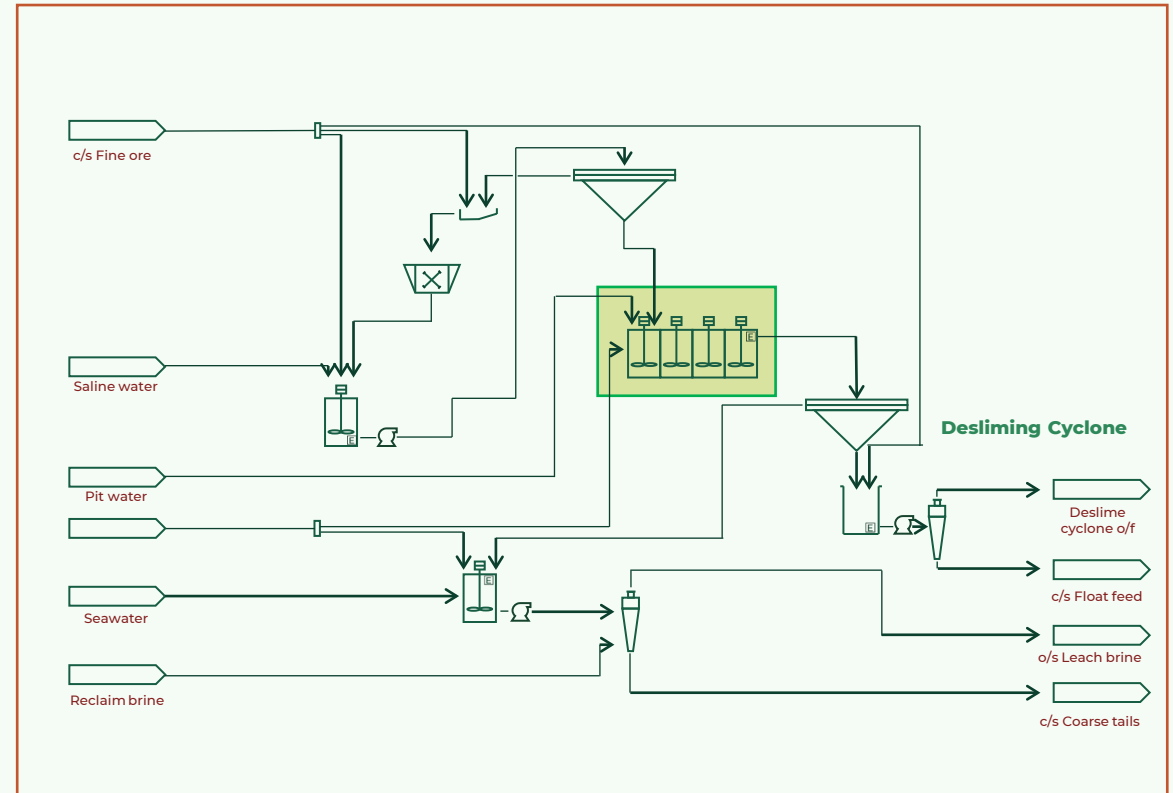 c/s Fine ore
Saline water
Pit water
Seawater
Reclaim brine
E
E
E
E
Desliming Cyclone
Deslime
cyclone o/f
c/s Float feed
o/s Leach brine
c/s Coarse tails